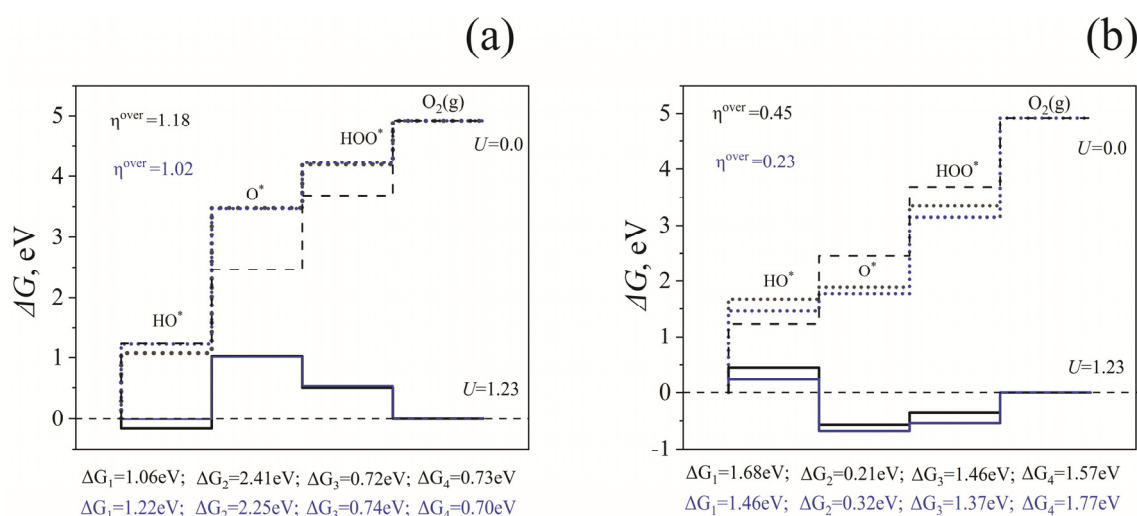 (a)
(b)
5
4
3
2
1
0
ΔG, eV
η^over=1.18
η^over=1.02
HO*
O*
HOO*
O₂(g)
U=0.0
U=1.23
ΔG₁=1.06eV; ΔG₂=2.41eV; ΔG₃=0.72eV; ΔG₄=0.73eV
ΔG₁=1.22eV; ΔG₂=2.25eV; ΔG₃=0.74eV; ΔG₄=0.70eV
5
4
3
2
1
0
-1
ΔG, eV
η^over=0.45
η^over=0.23
HO*
O*
HOO*
O₂(g)
U=0.0
U=1.23
ΔG₁=1.68eV; ΔG₂=0.21eV; ΔG₃=1.46eV; ΔG₄=1.57eV
ΔG₁=1.46eV; ΔG₂=0.32eV; ΔG₃=1.37eV; ΔG₄=1.77eV